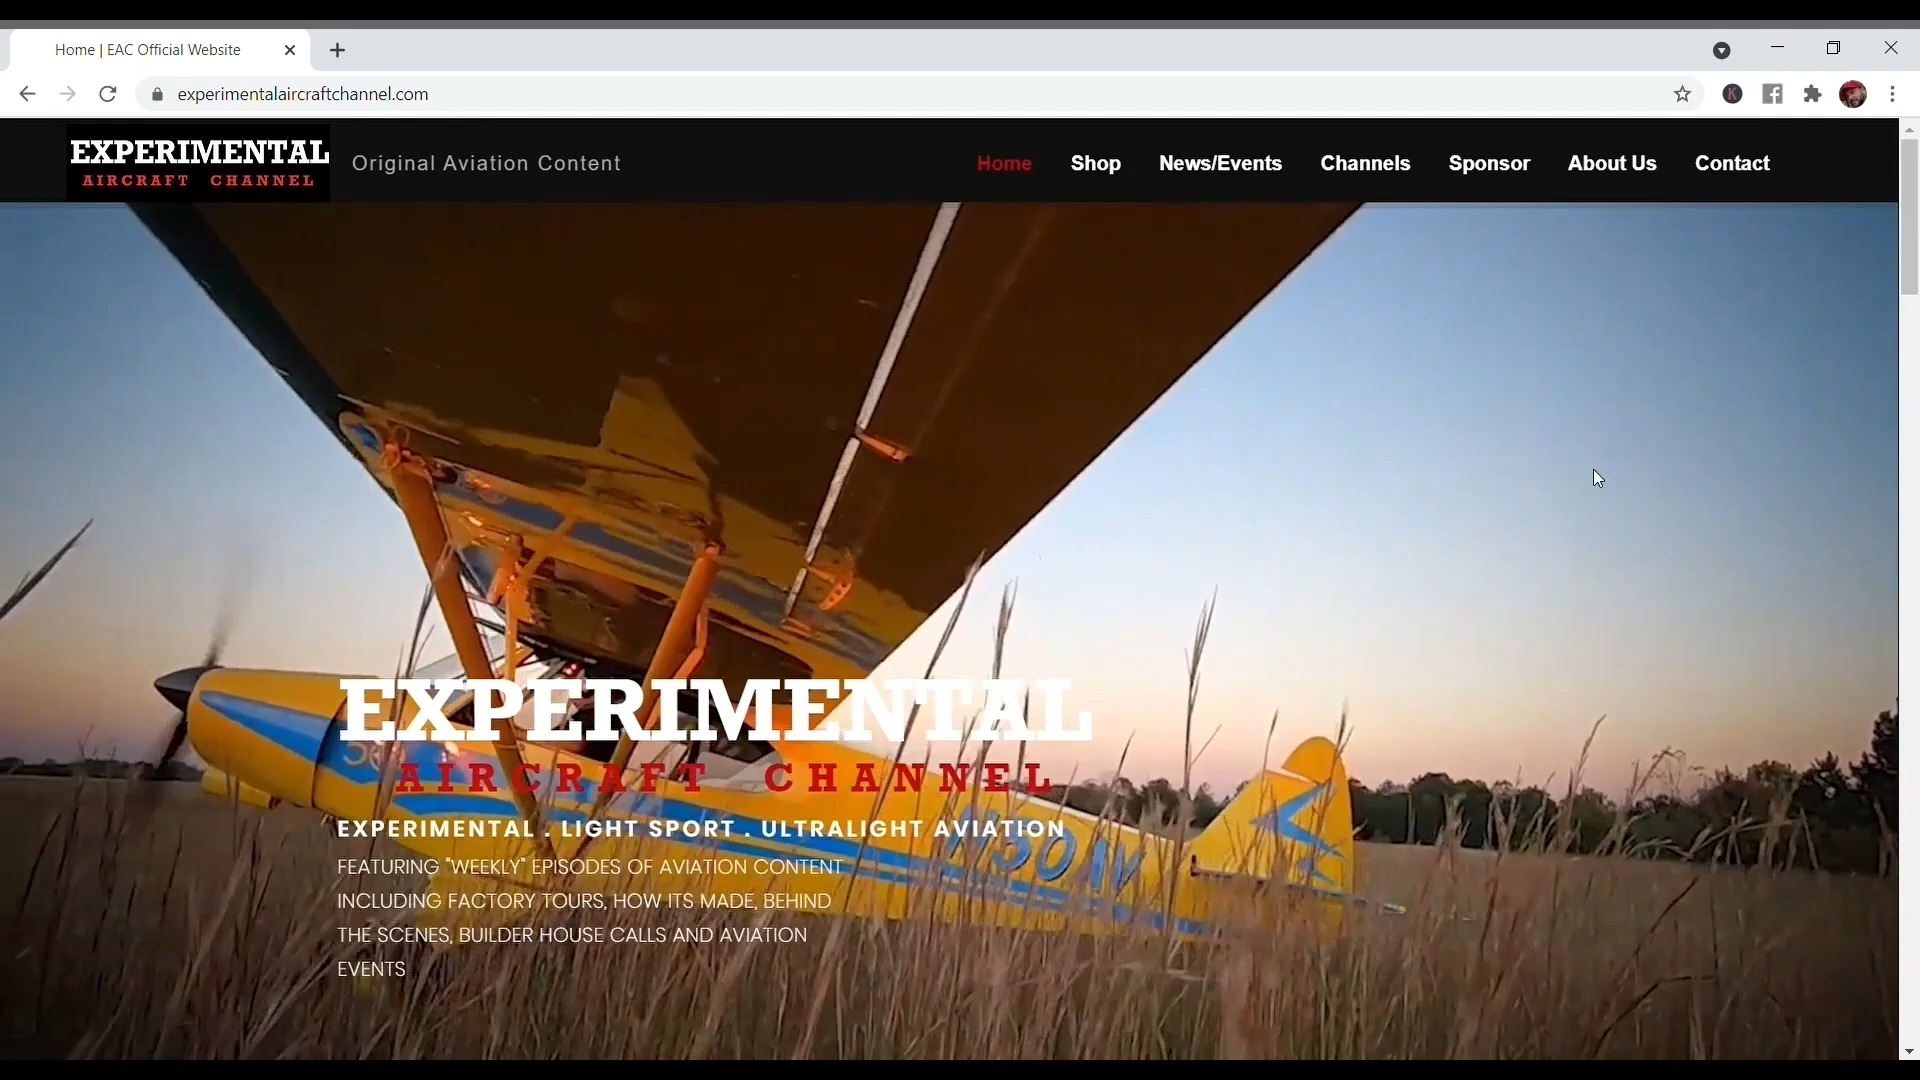 Home | EAC Official Website
experimentalaircraftchannel.com
EXPERIMENTAL
AIRCRAFT CHANNEL
Original Aviation Content
Home
Shop
News/Events
Channels
Sponsor
About Us
Contact
EXPERIMENTAL
AIRCRAFT CHANNEL
EXPERIMENTAL . LIGHT SPORT . ULTRALIGHT AVIATION
FEATURING "WEEKLY" EPISODES OF AVIATION CONTENT
INCLUDING FACTORY TOURS, HOW ITS MADE, BEHIND
THE SCENES, BUILDER HOUSE CALLS AND AVIATION
EVENTS
K